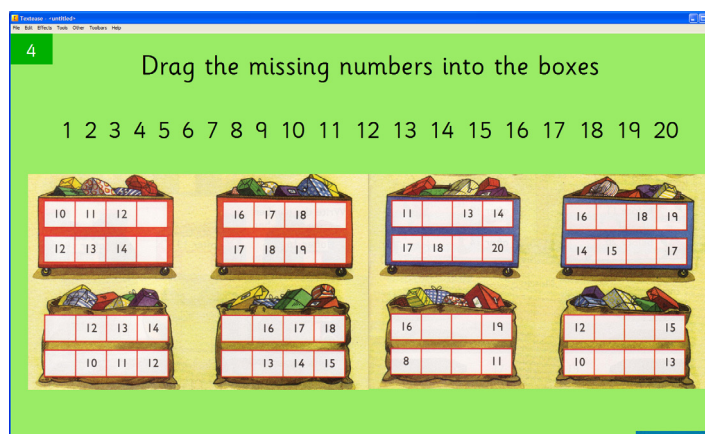 Textease - <untitled>
File Edit Effects Tools Other Toolbars Help
4
Drag the missing numbers into the boxes
1 2 3 4 5 6 7 8 9 10 11 12 13 14 15 16 17 18 19 20
10 11 12
12 13 14
16 17 18
17 18 19
11 13 14
17 18 20
16 18 19
14 15 17
12 13 14
10 11 12
16 17 18
13 14 15
16 19
8 11
12 15
10 13